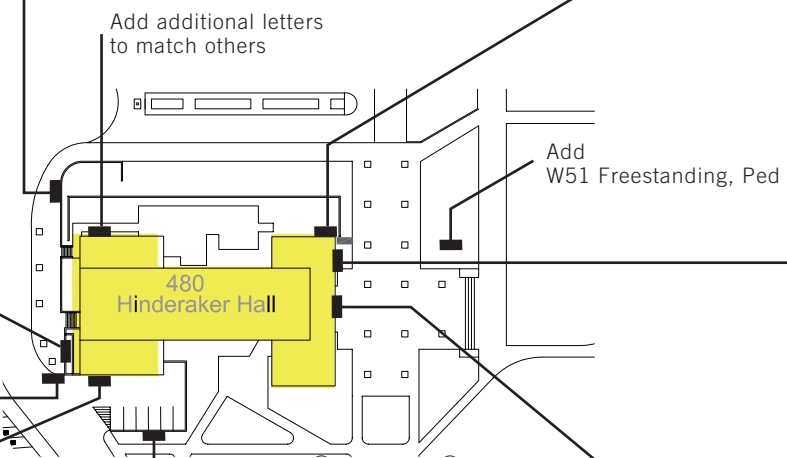 Add additional letters
to match others
Add
W51 Freestanding, Ped
480
Hinderaker Hall